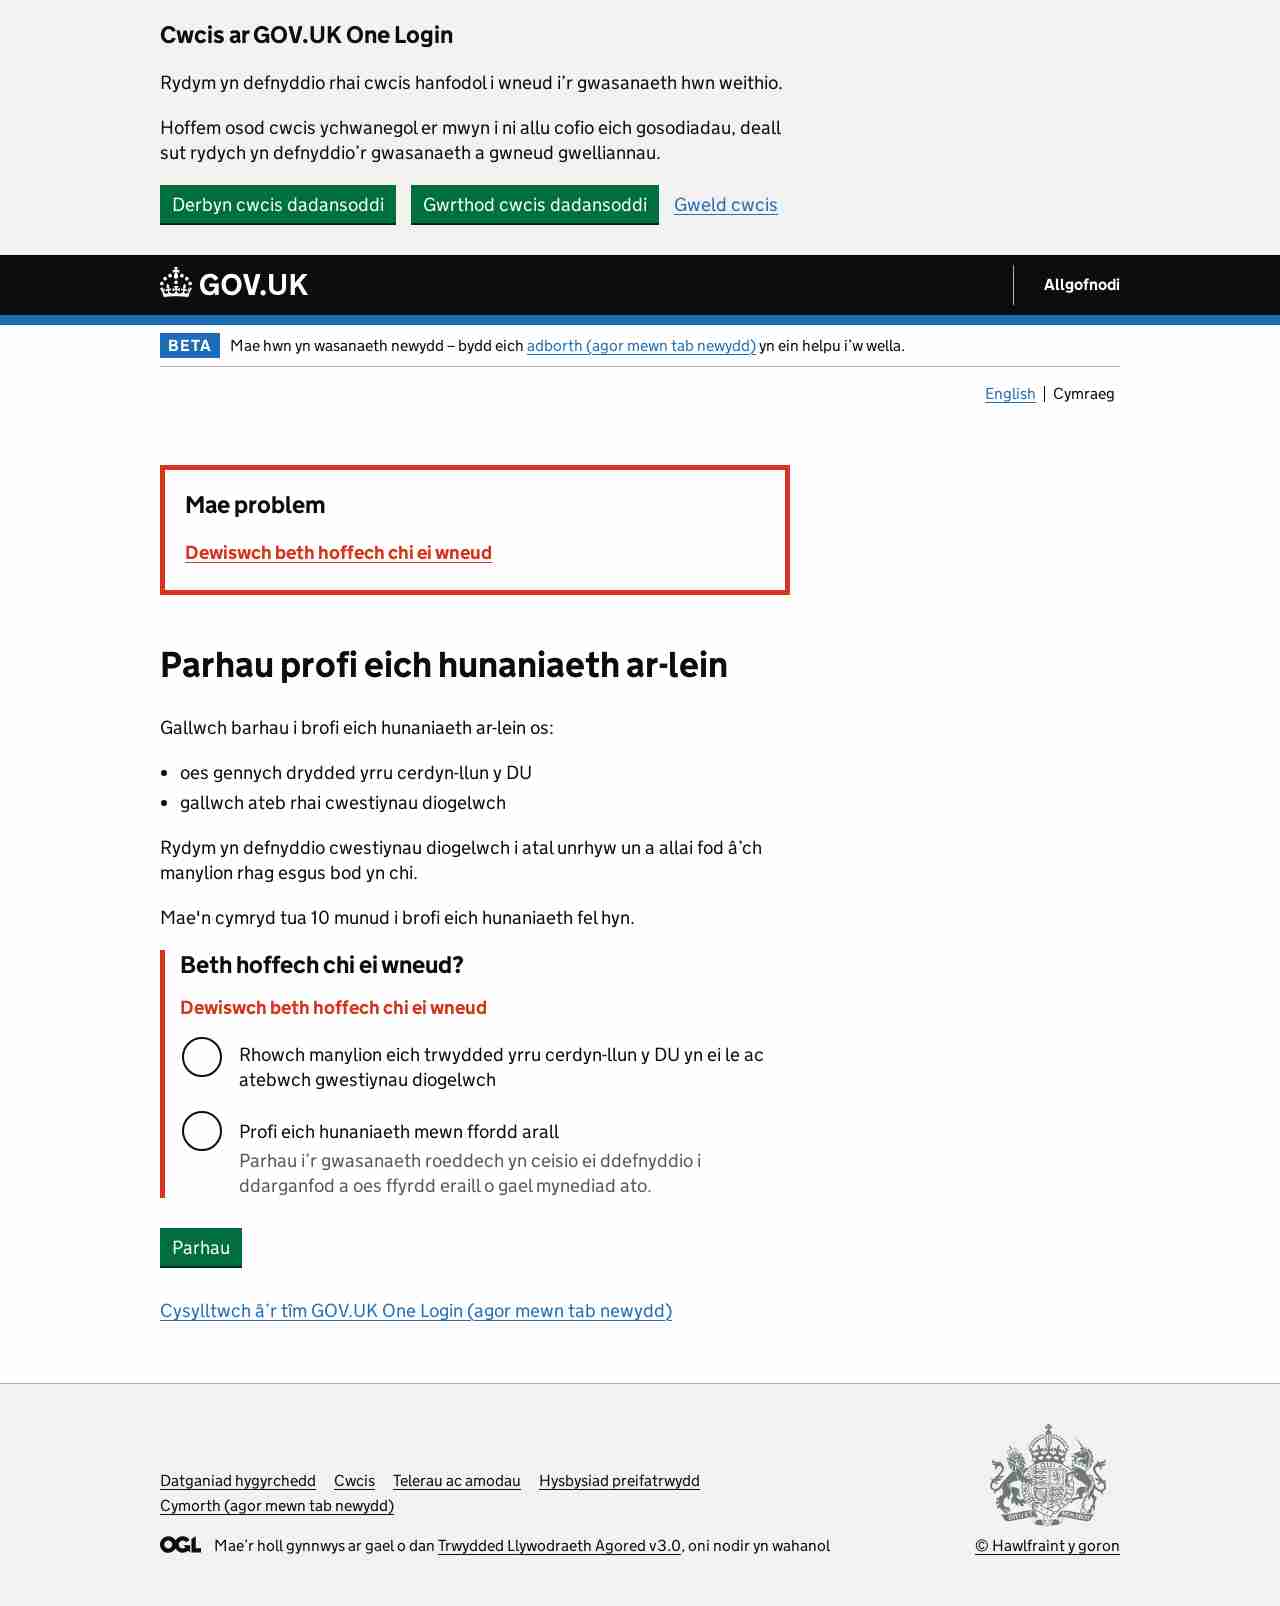 Cwcis ar GOV.UK One Login
Rydym yn defnyddio rhai cwcis hanfodol i wneud i’r gwasanaeth hwn weithio.
Hoffem osod cwcis ychwanegol er mwyn i ni allu cofio eich gosodiadau, deall
sut rydych yn defnyddio’r gwasanaeth a gwneud gwelliannau.
Derbyn cwcis dadansoddi Gwrthod cwcis dadansoddi Gweld cwcis
GOV.UK Allgofnodi
BETA Mae hwn yn wasanaeth newydd – bydd eich adborth (agor mewn tab newydd) yn ein helpu i’w wella.
English Cymraeg
Mae problem
Dewiswch beth hoffech chi ei wneud
Parhau profi eich hunaniaeth ar-lein
Gallwch barhau i brofi eich hunaniaeth ar-lein os:
• oes gennych drydded yrru cerdyn-llun y DU
• gallwch ateb rhai cwestiynau diogelwch
Rydym yn defnyddio cwestiynau diogelwch i atal unrhyw un a allai fod â’ch
manylion rhag esgus bod yn chi.
Mae'n cymryd tua 10 munud i brofi eich hunaniaeth fel hyn.
Beth hoffech chi ei wneud?
Dewiswch beth hoffech chi ei wneud
Rhowch manylion eich trwydded yrru cerdyn-llun y DU yn ei le ac
atebwch gwestiynau diogelwch
Profi eich hunaniaeth mewn ffordd arall
Parhau i’r gwasanaeth roeddech yn ceisio ei ddefnyddio i
ddarganfod a oes ffyrdd eraill o gael mynediad ato.
Parhau
Cysylltwch â’r tîm GOV.UK One Login (agor mewn tab newydd)
Datganiad hygyrchedd Cwcis Telerau ac amodau Hysbysiad preifatrwydd
Cymorth (agor mewn tab newydd)
OGL Mae’r holl gynnwys ar gael o dan Trwydded Llywodraeth Agored v3.0, oni nodir yn wahanol
© Hawlfraint y goron